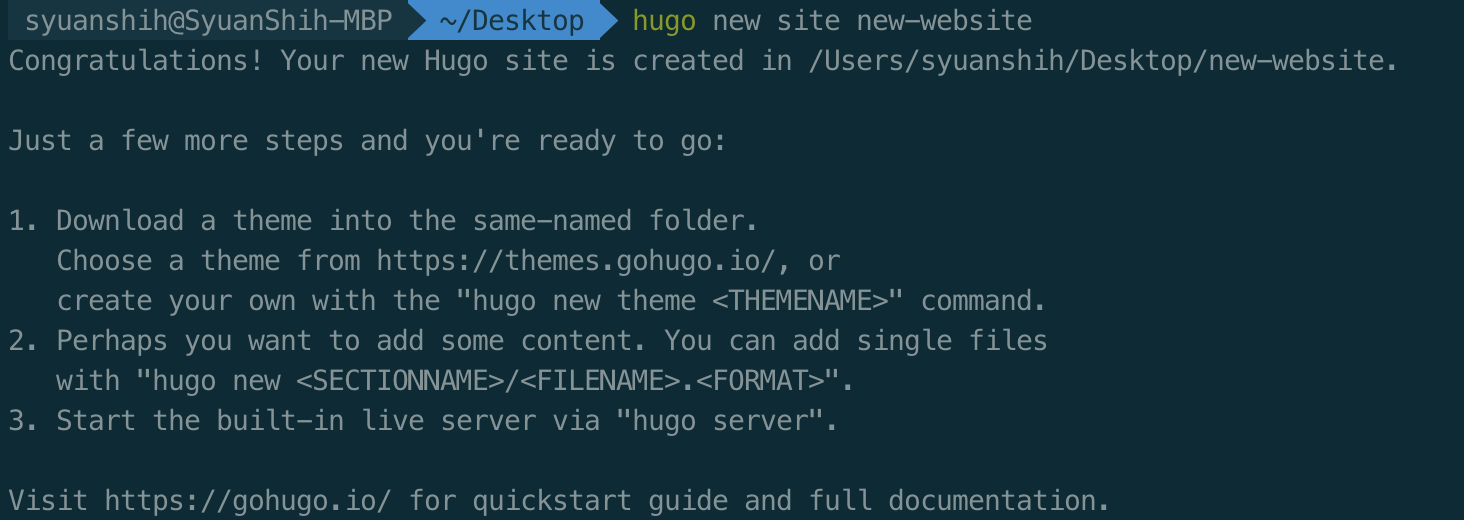 syuanshih@SyuanShih-MBP ~/Desktop hugo new site new-website
Congratulations! Your new Hugo site is created in /Users/syuanshih/Desktop/new-website.
Just a few more steps and you're ready to go:
1. Download a theme into the same-named folder.
Choose a theme from https://themes.gohugo.io/, or
create your own with the "hugo new theme <THEMENAME>" command.
2. Perhaps you want to add some content. You can add single files
with "hugo new <SECTIONNAME>/<FILENAME>.<FORMAT>".
3. Start the built-in live server via "hugo server".
Visit https://gohugo.io/ for quickstart guide and full documentation.